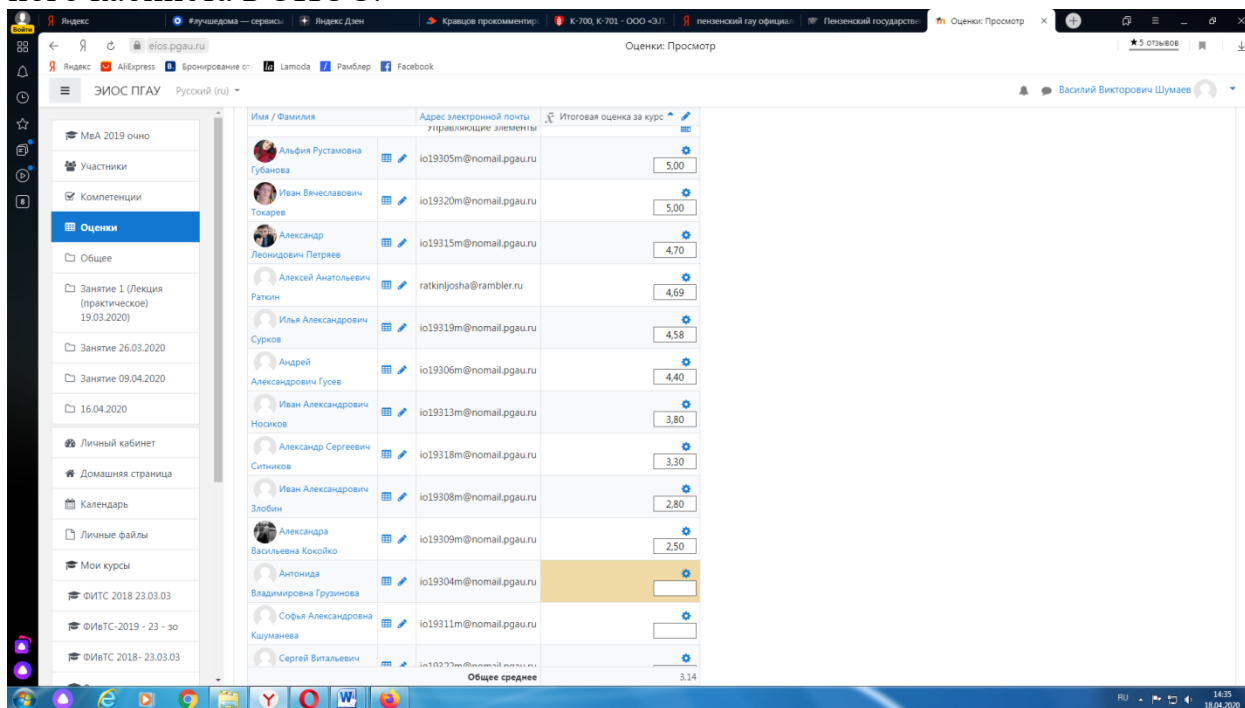 ного кабинета в ЭИОС.
Войти
Яндекс
#лучшедома — сервисы
Яндекс Дзен
Кравцов прокомментиро
К-700, К-701 - ООО «ЭЛ
пензенский гау официал
Пензенский государстве
Оценки: Просмотр
eios.pgau.ru
Оценки: Просмотр
★5 отзывов
Яндекс AliExpress Бронирование от Lamoda Рамблер Facebook
ЭИОС ПГАУ Русский (ru)
Василий Викторович Шумаев
МвА 2019 очно
Участники
Компетенции
Оценки
Общее
Занятие 1 (Лекция
(практическое)
19.03.2020)
Занятие 26.03.2020
Занятие 09.04.2020
16.04.2020
Личный кабинет
Домашняя страница
Календарь
Личные файлы
Мои курсы
ФИТС 2018 23.03.03
ФИвТС-2019 - 23 - зо
ФИвТС 2018- 23.03.03
Имя / Фамилия Адрес электронной почты Итоговая оценка за курс
Управляющие элементы
Альфия Рустамовна
Губанова io19305m@nomail.pgau.ru 5,00
Иван Вячеславович
Токарев io19320m@nomail.pgau.ru 5,00
Александр
Леонидович Петряев io19315m@nomail.pgau.ru 4,70
Алексей Анатольевич
Раткин ratkinljosha@rambler.ru 4,69
Илья Александрович
Сурков io19319m@nomail.pgau.ru 4,58
Андрей
Александрович Гусев io19306m@nomail.pgau.ru 4,40
Иван Александрович
Носиков io19313m@nomail.pgau.ru 3,80
Александр Сергеевич
Ситников io19318m@nomail.pgau.ru 3,30
Иван Александрович
Злобин io19308m@nomail.pgau.ru 2,80
Александра
Васильевна Кокойко io19309m@nomail.pgau.ru 2,50
Антонида
Владимировна Грузинова io19304m@nomail.pgau.ru
Софья Александровна
Кшуманева io19311m@nomail.pgau.ru
Сергей Витальевич
io19322m@nomail.pgau.ru
Общее среднее 3,14
RU
14:35
18.04.2020